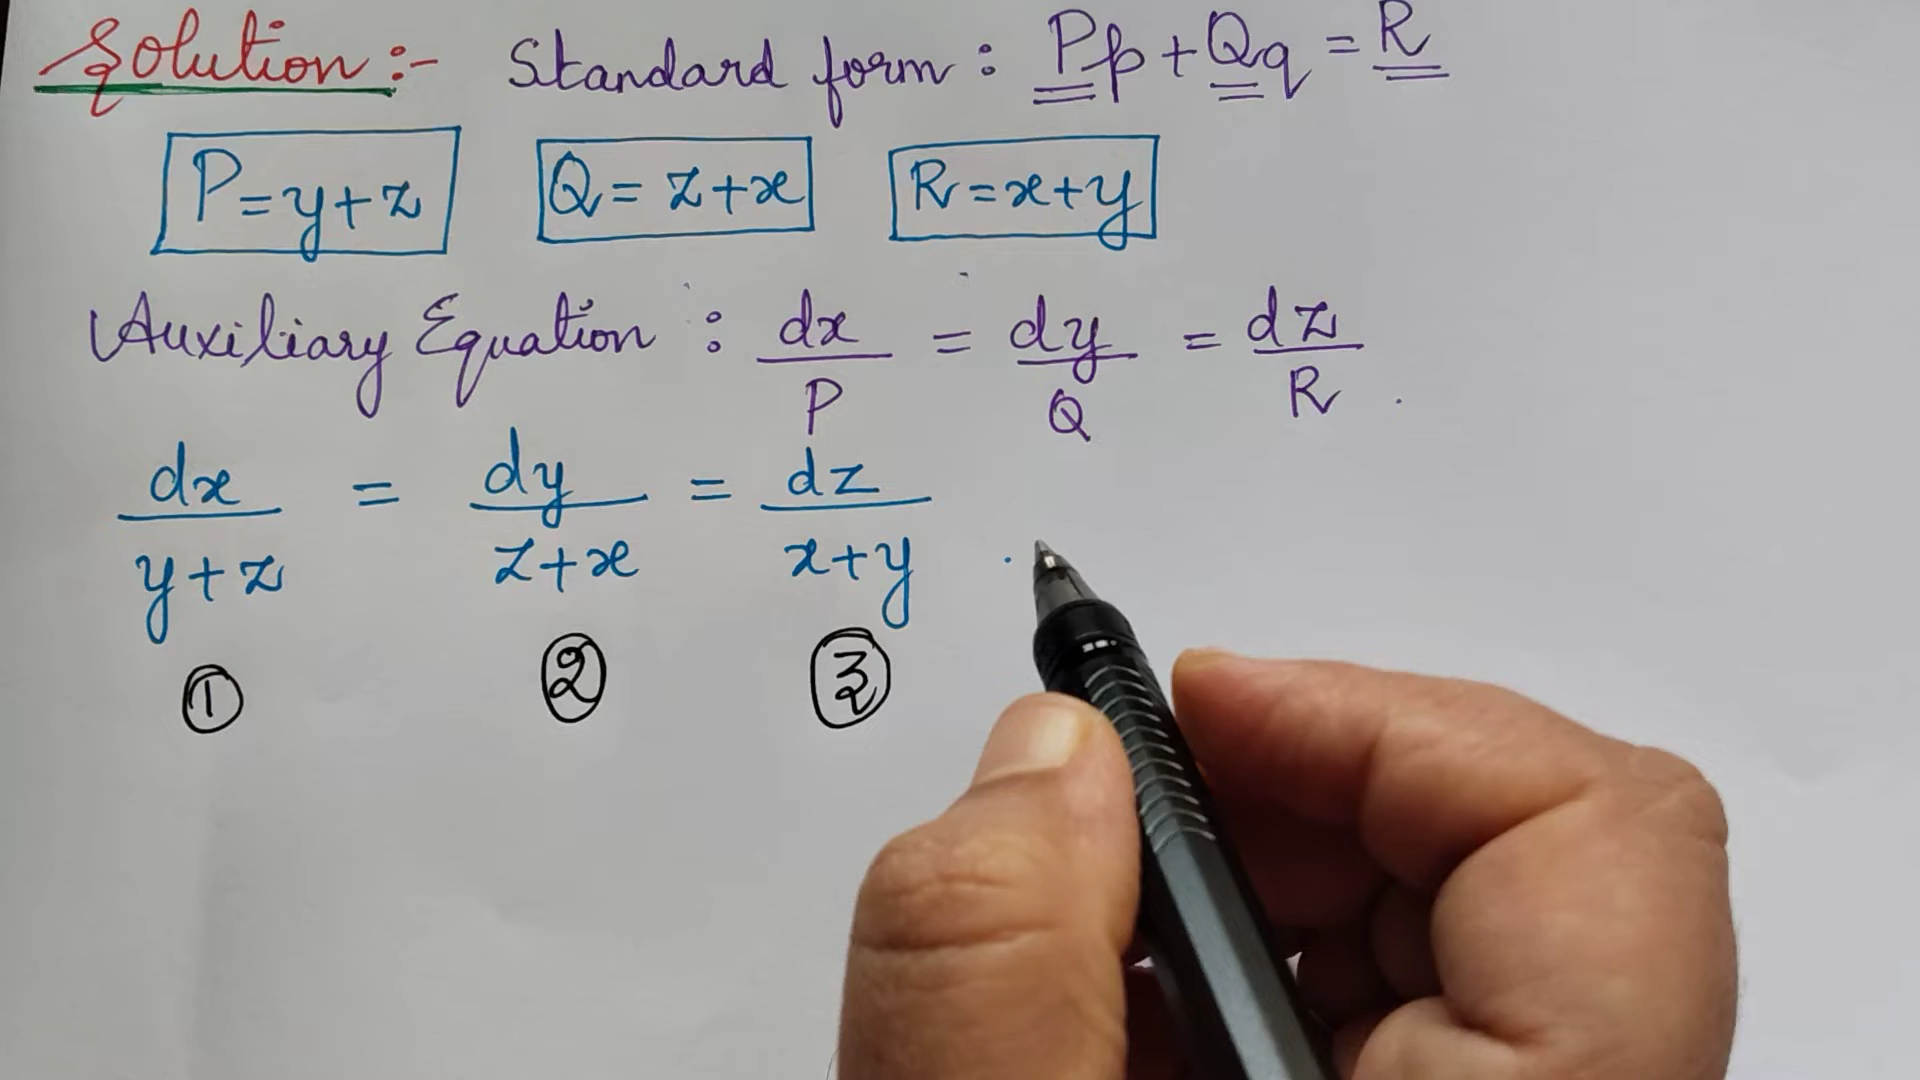 Solution :- Standard form : Pp + Qq = R
P = y + z Q = z + x R = x + y
Auxiliary Equation : dx/P = dy/Q = dz/R .
dx/y + z = dy/z + x = dz/x + y .
① ② ③